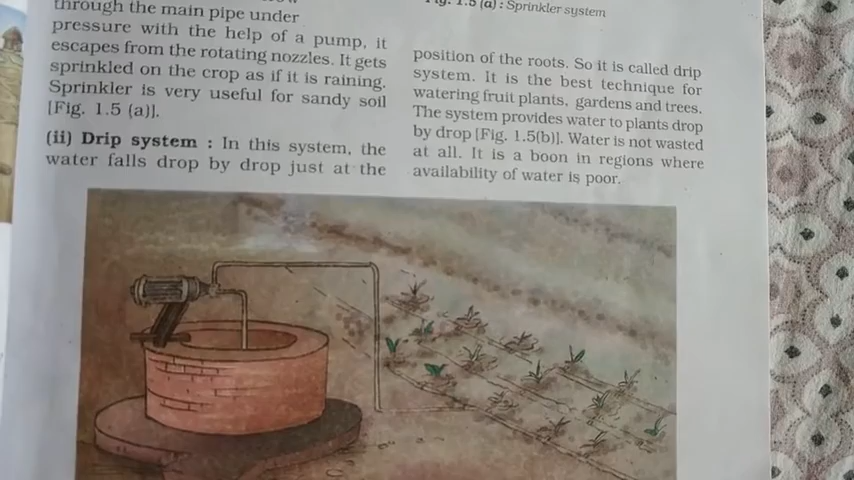 through the main pipe under
pressure with the help of a pump, it
escapes from the rotating nozzles. It gets
sprinkled on the crop as if it is raining.
Sprinkler is very useful for sandy soil
[Fig. 1.5 (a)].
(ii) Drip system : In this system, the
water falls drop by drop just at the
Fig. 1.5 (a) : Sprinkler system
position of the roots. So it is called drip
system. It is the best technique for
watering fruit plants, gardens and trees.
The system provides water to plants drop
by drop [Fig. 1.5(b)]. Water is not wasted
at all. It is a boon in regions where
availability of water is poor.